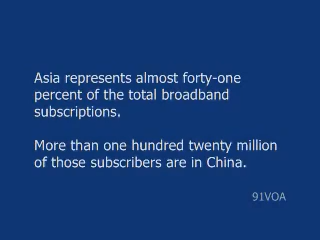 Asia represents almost forty-one
percent of the total broadband
subscriptions.
More than one hundred twenty million
of those subscribers are in China.
91VOA